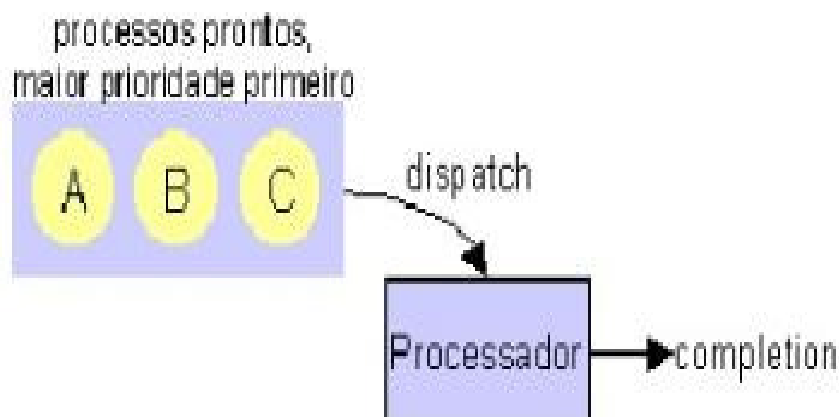 processos prontos,
maior prioridade primeiro
A B C
dispatch
Processador
completion